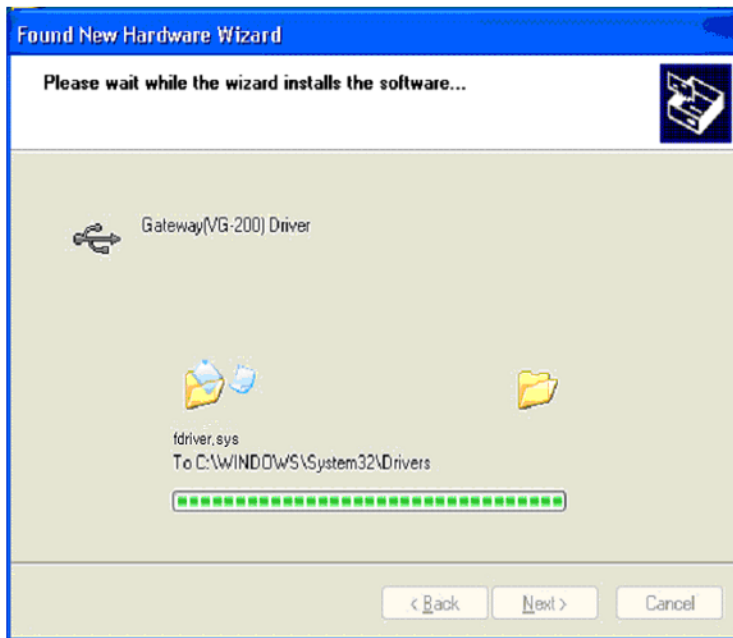 Found New Hardware Wizard
Please wait while the wizard installs the software...
Gateway(VG-200) Driver
fdriver.sys
To C:\WINDOWS\System32\Drivers
< Back
Next >
Cancel